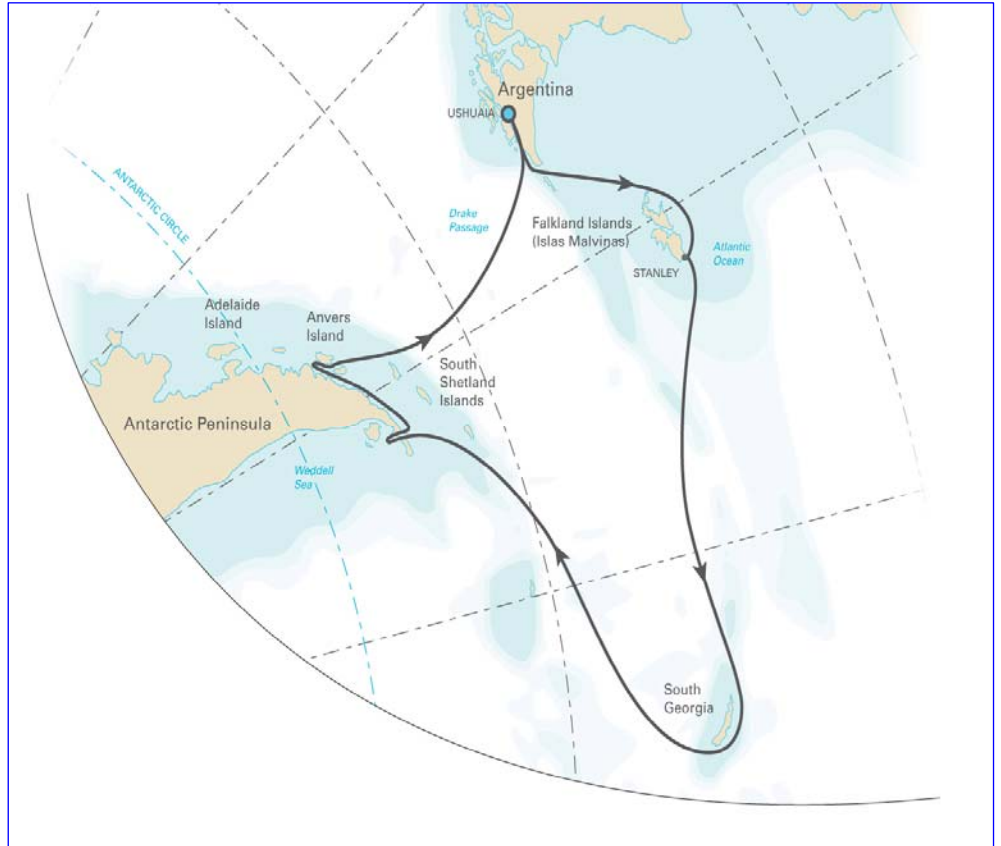 Argentina
USHUAIA
ANTARCTIC CIRCLE
Drake
Passage
Falkland Islands
(Islas Malvinas)
Atlantic
Ocean
STANLEY
Adelaide
Island
Anvers
Island
South
Shetland
Islands
Antarctic Peninsula
Weddell
Sea
South
Georgia